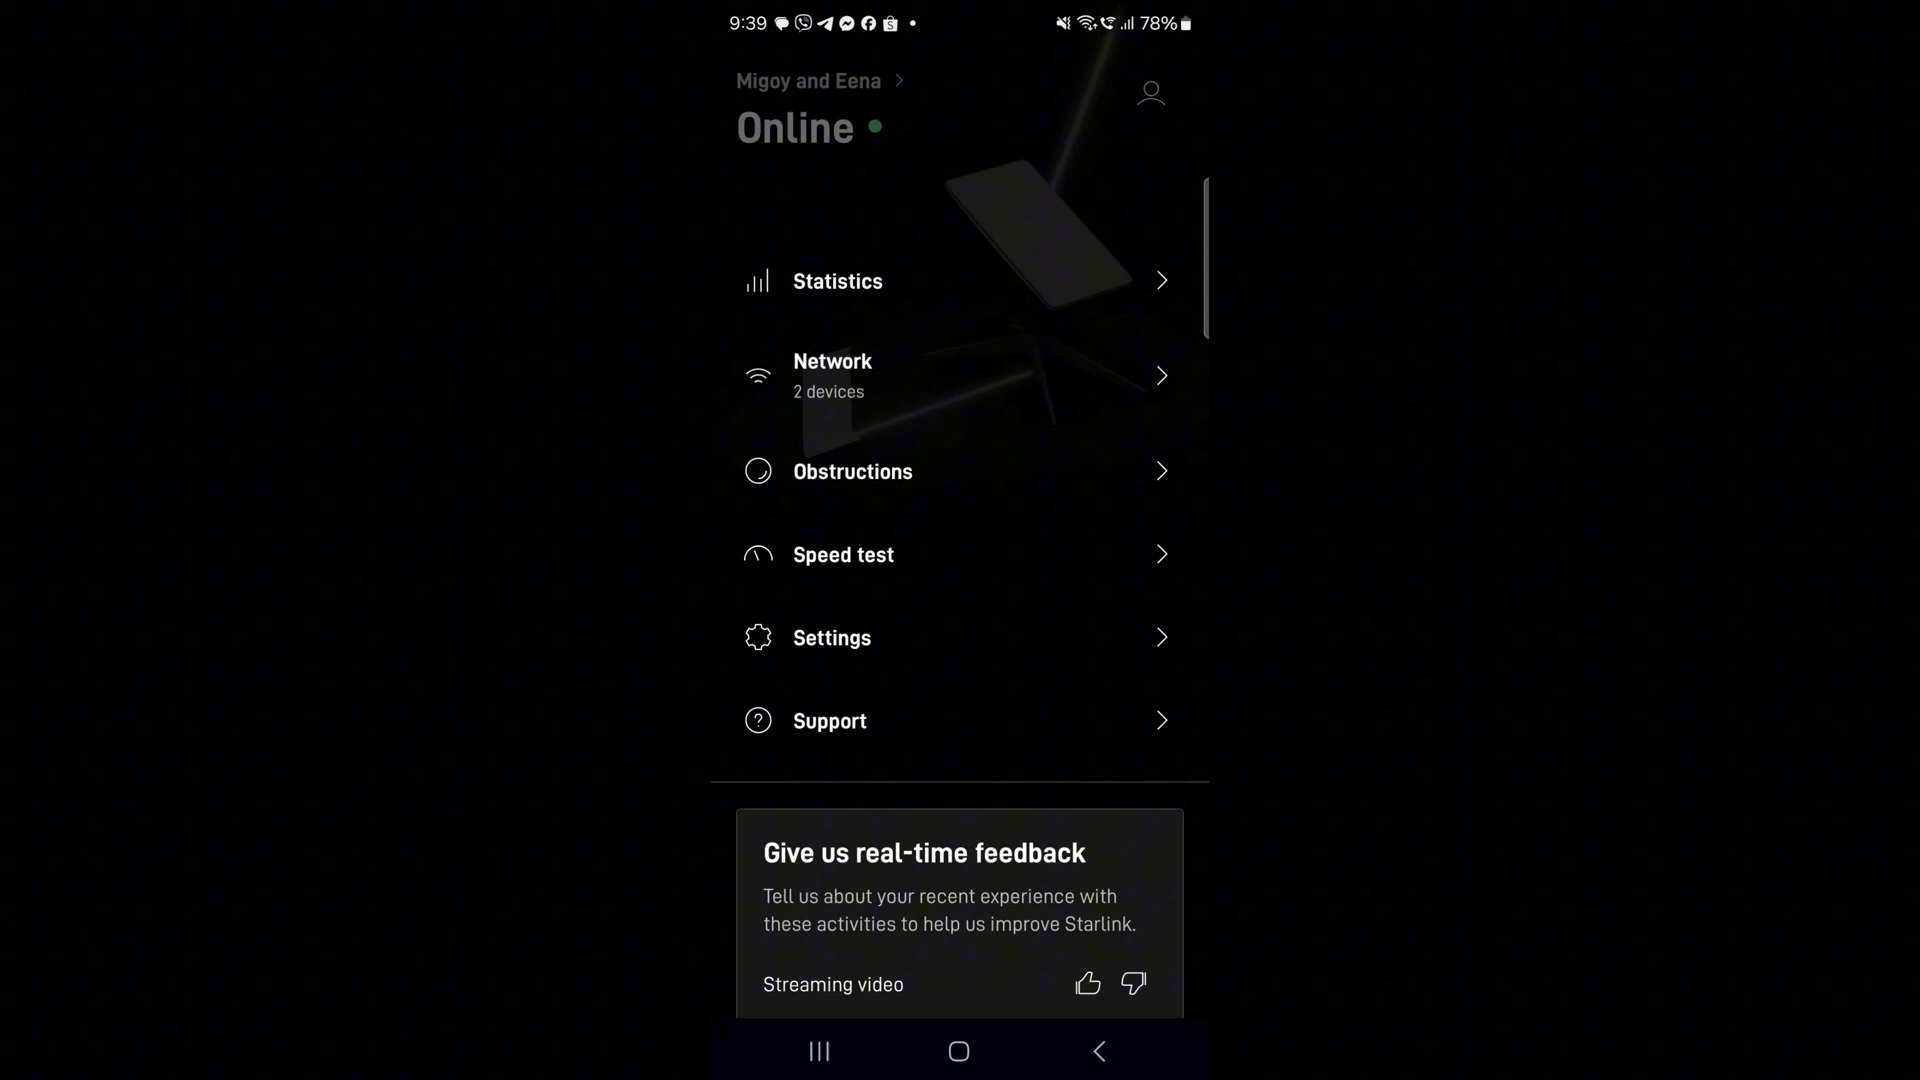 9:39 78%
Migoy and Eena
Online
Statistics
Network
2 devices
Obstructions
Speed test
Settings
Support
Give us real-time feedback
Tell us about your recent experience with
these activities to help us improve Starlink.
Streaming video